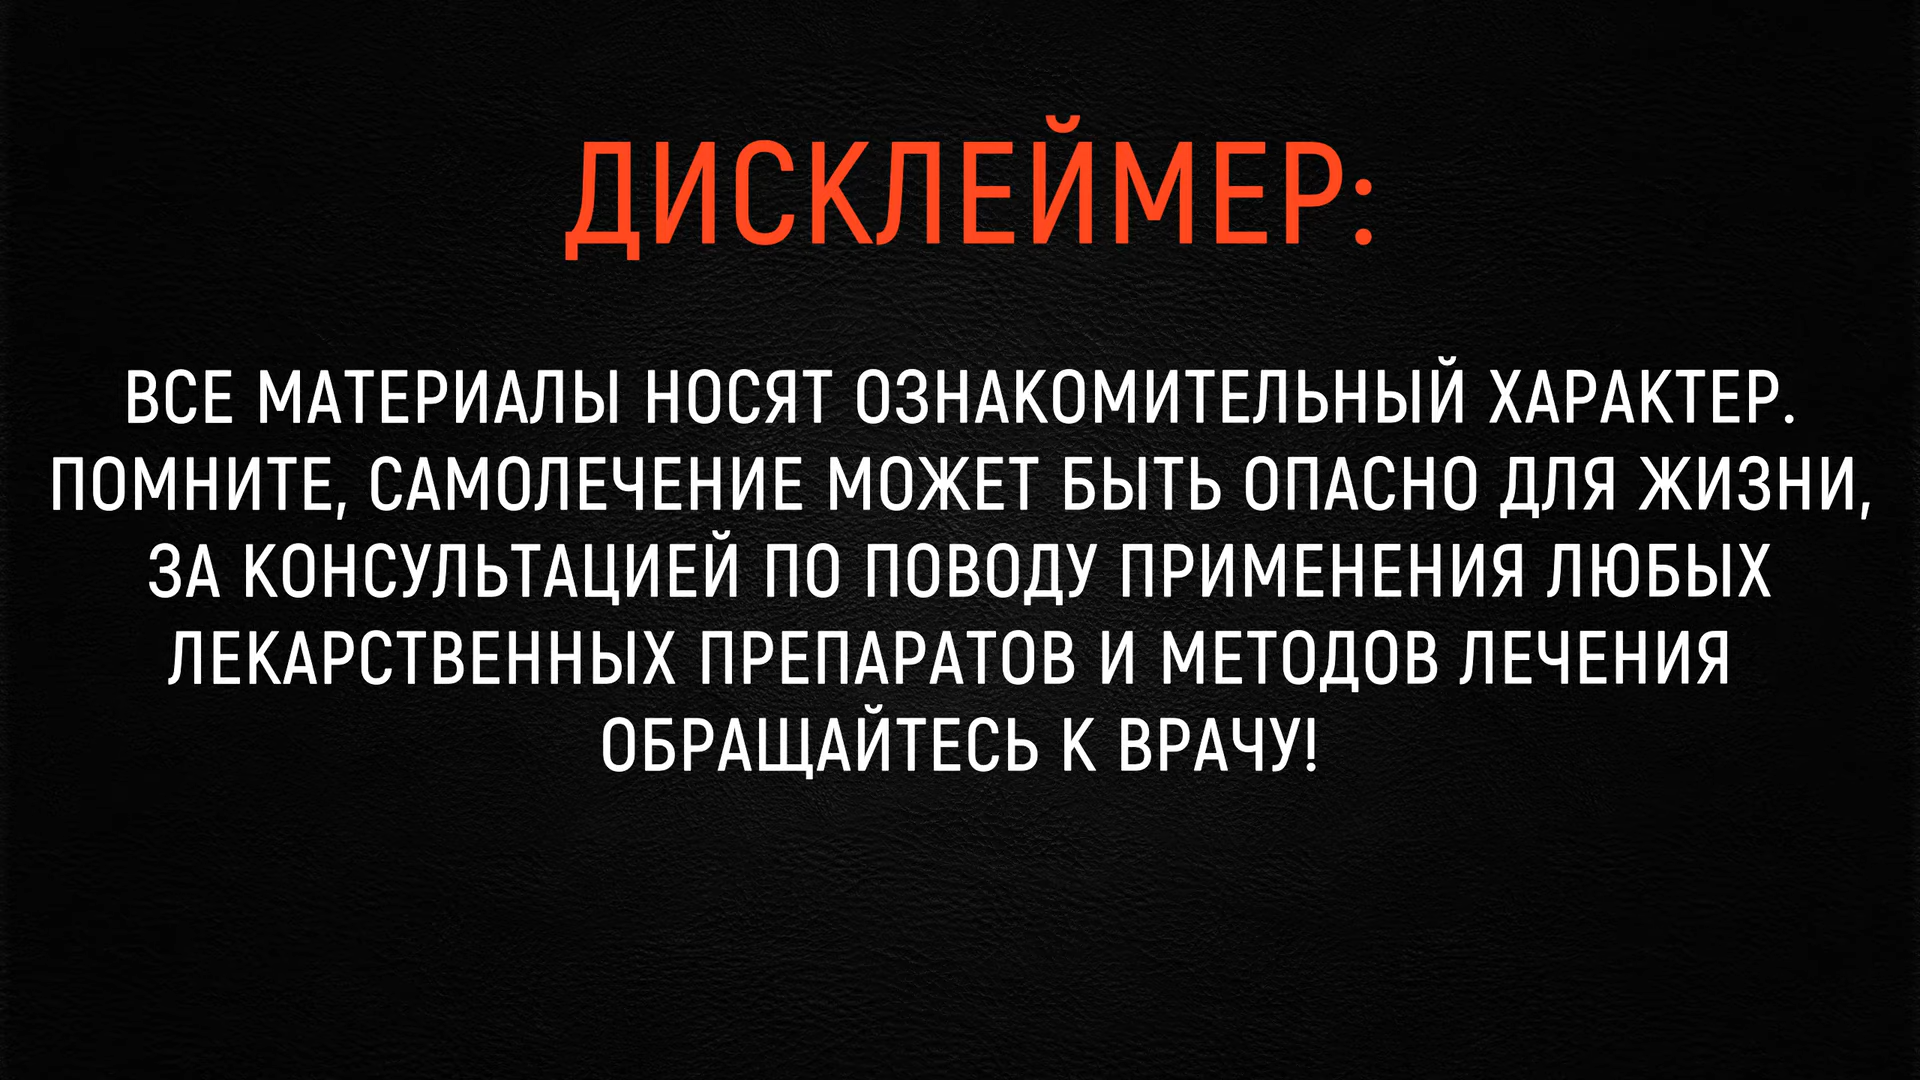 ДИСКЛЕЙМЕР:
ВСЕ МАТЕРИАЛЫ НОСЯТ ОЗНАКОМИТЕЛЬНЫЙ ХАРАКТЕР.
ПОМНИТЕ, САМОЛЕЧЕНИЕ МОЖЕТ БЫТЬ ОПАСНО ДЛЯ ЖИЗНИ,
ЗА КОНСУЛЬТАЦИЕЙ ПО ПОВОДУ ПРИМЕНЕНИЯ ЛЮБЫХ
ЛЕКАРСТВЕННЫХ ПРЕПАРАТОВ И МЕТОДОВ ЛЕЧЕНИЯ
ОБРАЩАЙТЕСЬ К ВРАЧУ!